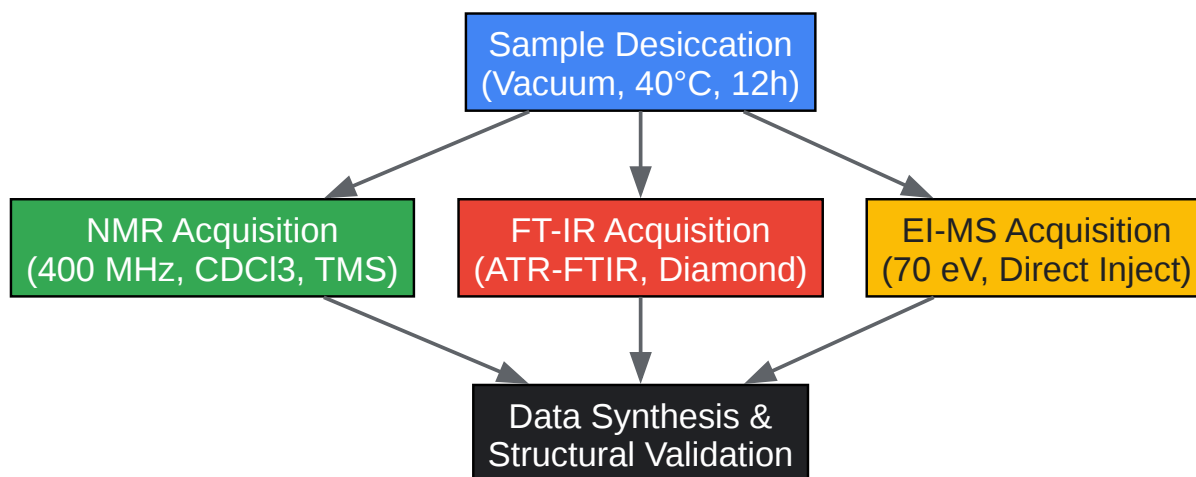 Sample Desiccation
(Vacuum, 40°C, 12h)
NMR Acquisition
(400 MHz, CDCl3, TMS)
FT-IR Acquisition
(ATR-FTIR, Diamond)
EI-MS Acquisition
(70 eV, Direct Inject)
Data Synthesis &
Structural Validation